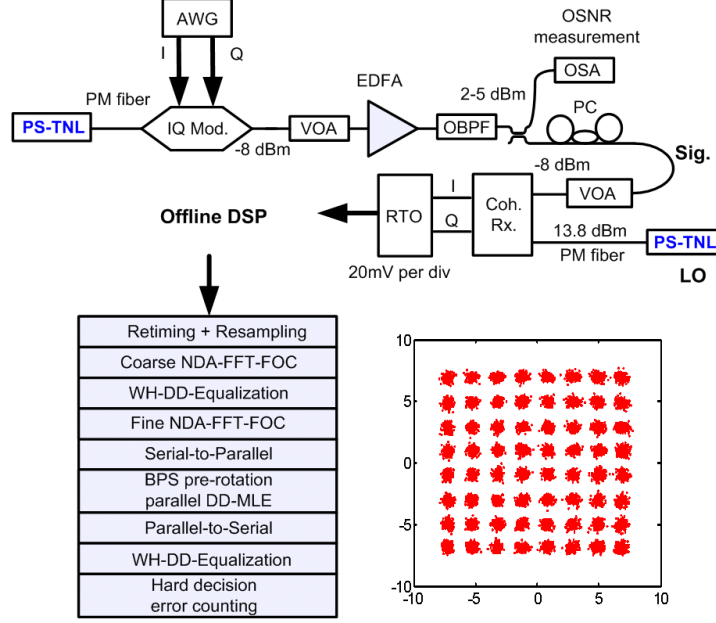 AWG
I
Q
OSNR
measurement
EDFA
OSA
PM fiber
2-5 dBm
PC
PS-TNL
IQ Mod.
VOA
OBPF
-8 dBm
Sig.
-8 dBm
VOA
I
Q
RTO
Coh.
Rx.
Offline DSP
13.8 dBm
PS-TNL
PM fiber
20mV per div
LO
Retiming + Resampling
Coarse NDA-FFT-FOC
WH-DD-Equalization
Fine NDA-FFT-FOC
Serial-to-Parallel
BPS pre-rotation
parallel DD-MLE
Parallel-to-Serial
WH-DD-Equalization
Hard decision
error counting
10
5
0
-5
-10
-10
-5
0
5
10